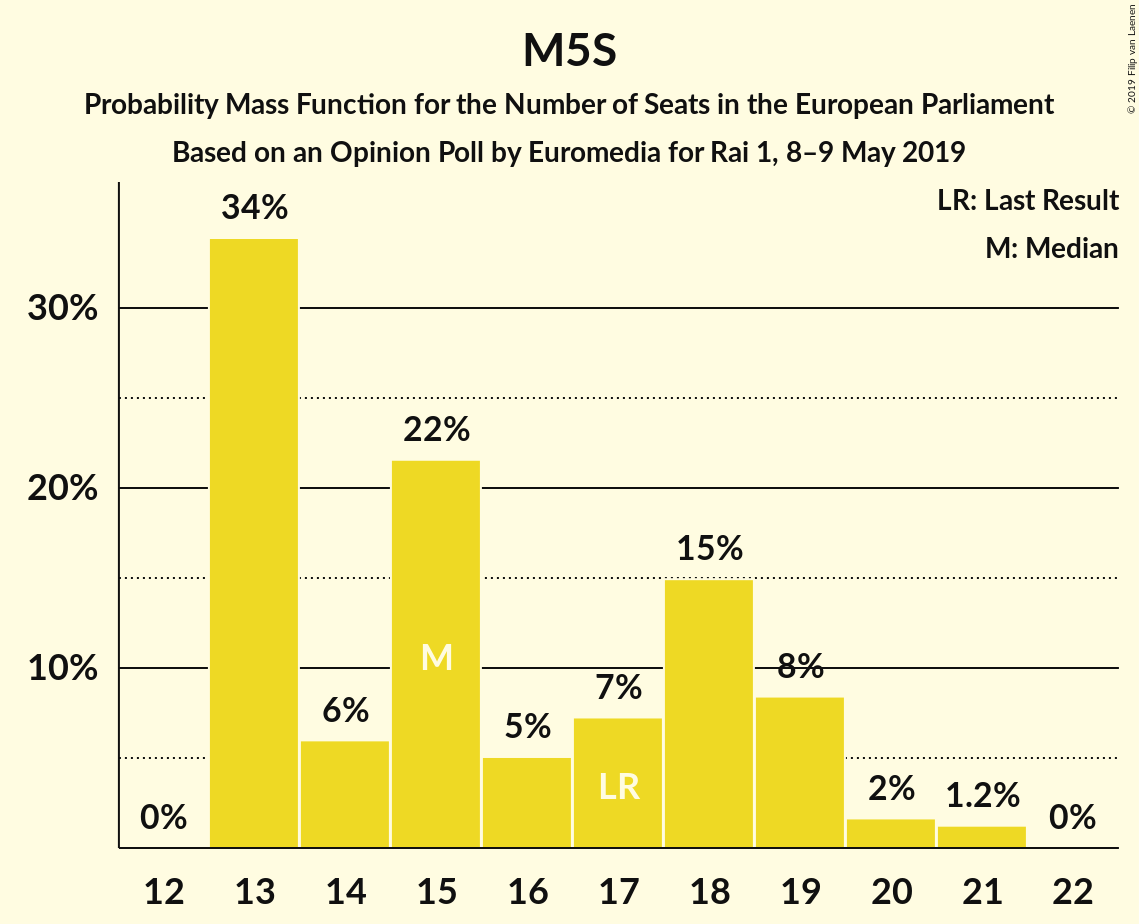 M5S
Probability Mass Function for the Number of Seats in the European Parliament
Based on an Opinion Poll by Euromedia for Rai 1, 8–9 May 2019
© 2019 Filip van Laenen
LR: Last Result
M: Median
34%
30%
22%
20%
15%
10%
M
8%
7%
6%
5%
LR
2%
1.2%
0%
0%
12 13 14 15 16 17 18 19 20 21 22